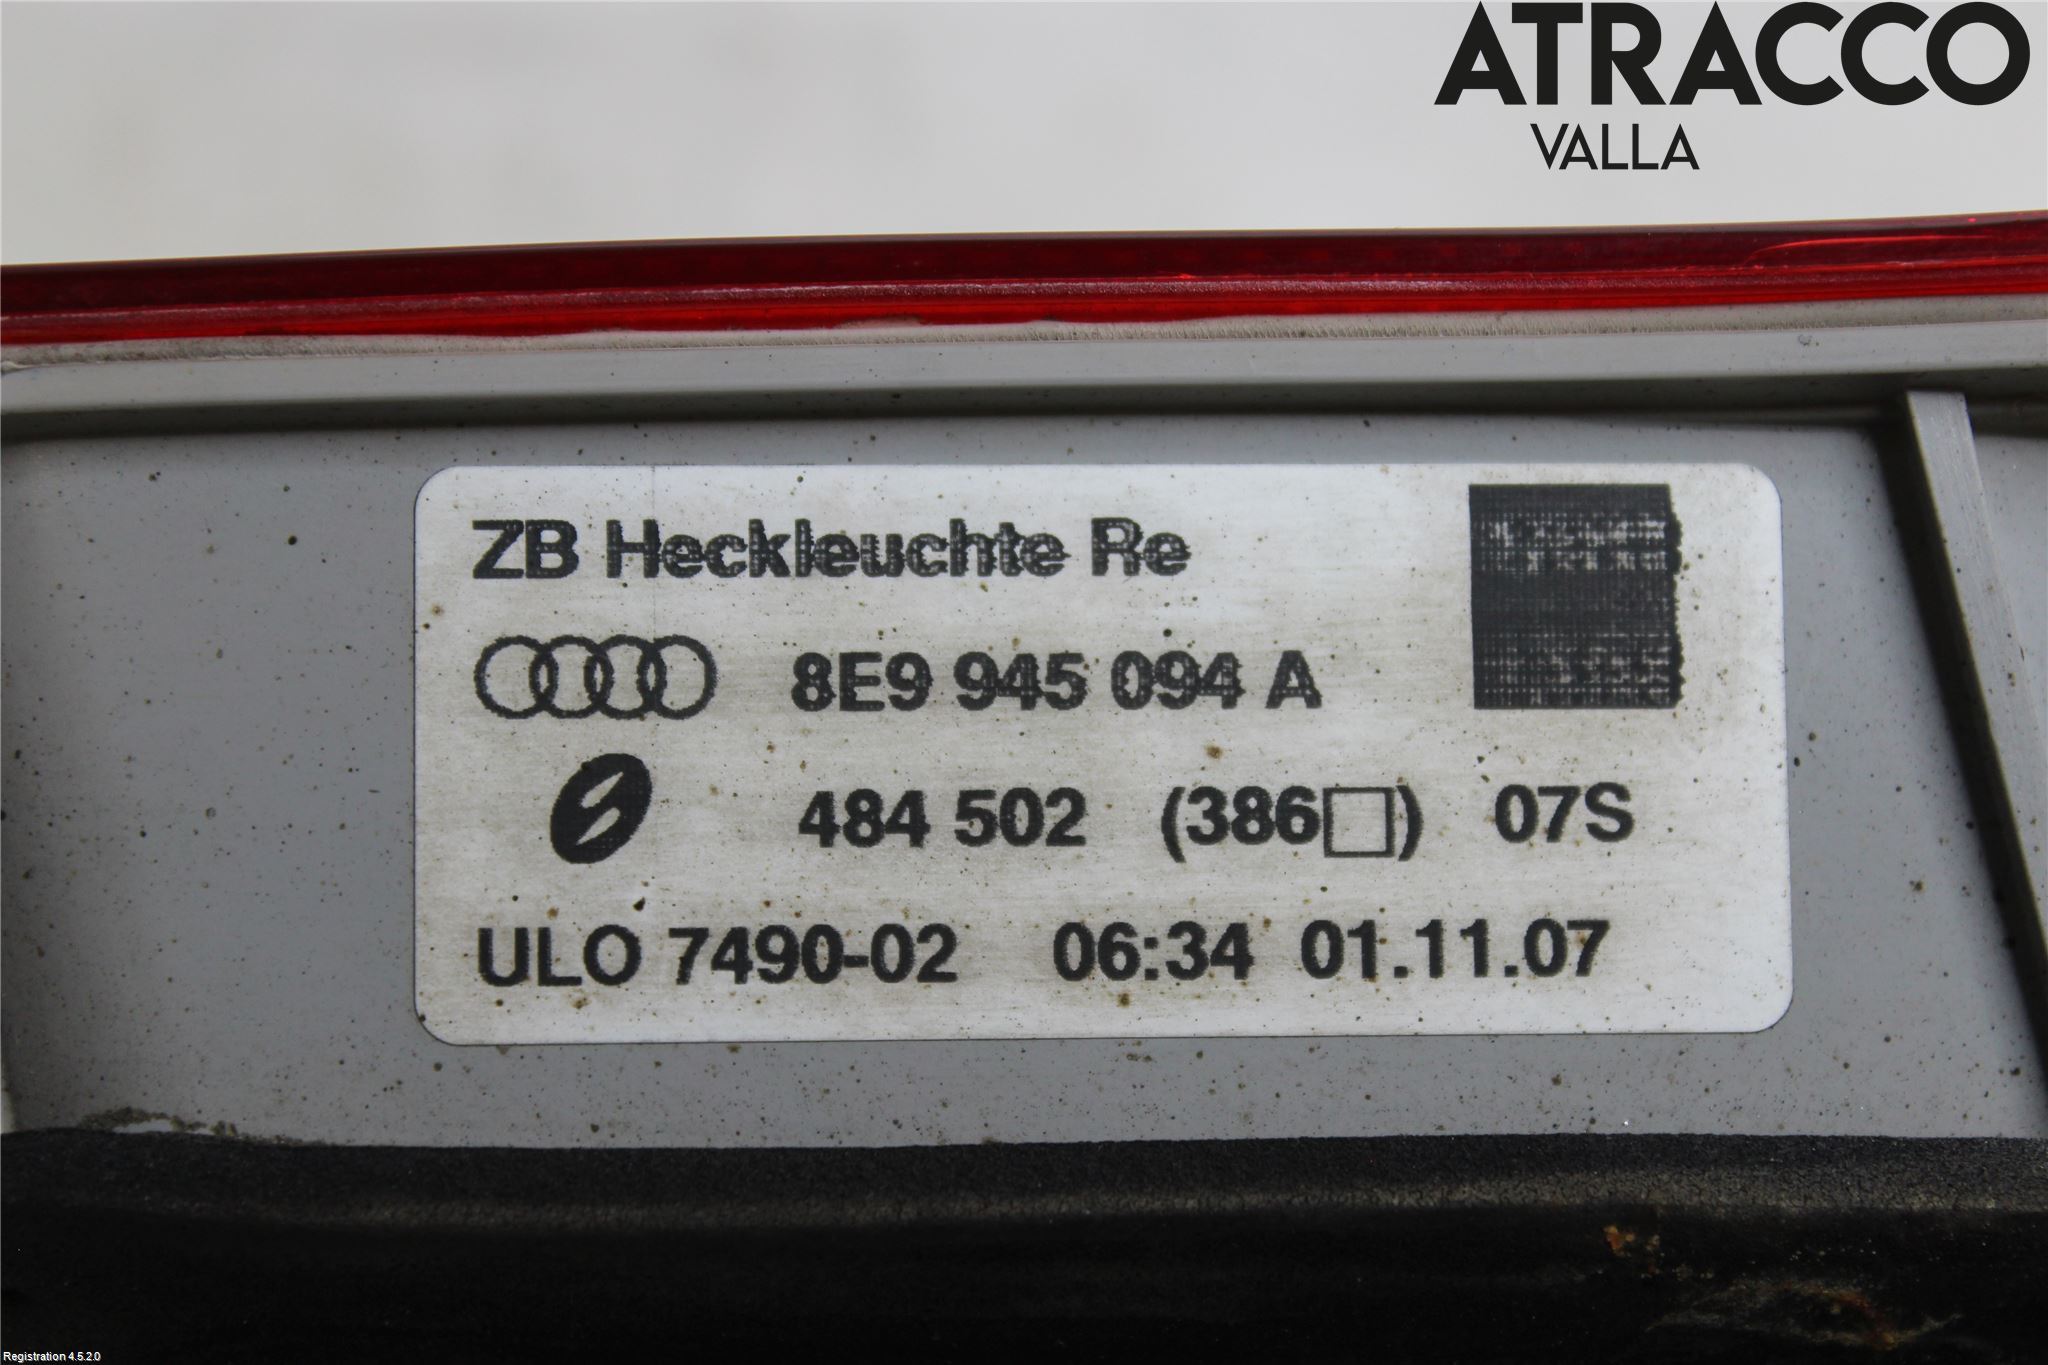 ATRACCO
VALLA
ZB Heckleuchte Re
8E9 945 094 A
484 502 (386□) 07S
ULO 7490-02 06:34 01.11.07
Registration 4.5.2.0